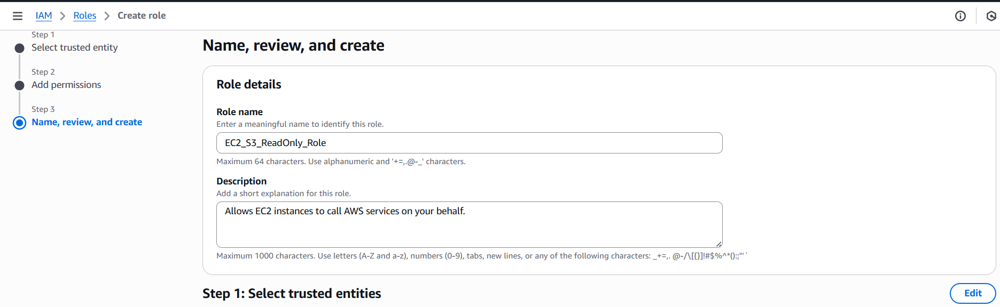 IAM > Roles > Create role
Step 1
Select trusted entity
Step 2
Add permissions
Step 3
Name, review, and create
Name, review, and create
Role details
Role name
Enter a meaningful name to identify this role.
EC2_S3_ReadOnly_Role
Maximum 64 characters. Use alphanumeric and '+=,.@-_' characters.
Description
Add a short explanation for this role.
Allows EC2 instances to call AWS services on your behalf.
Maximum 1000 characters. Use letters (A-Z and a-z), numbers (0-9), tabs, new lines, or any of the following characters: _+=,. @-/\[{}]!#$%^*():;"'`
Step 1: Select trusted entities
Edit